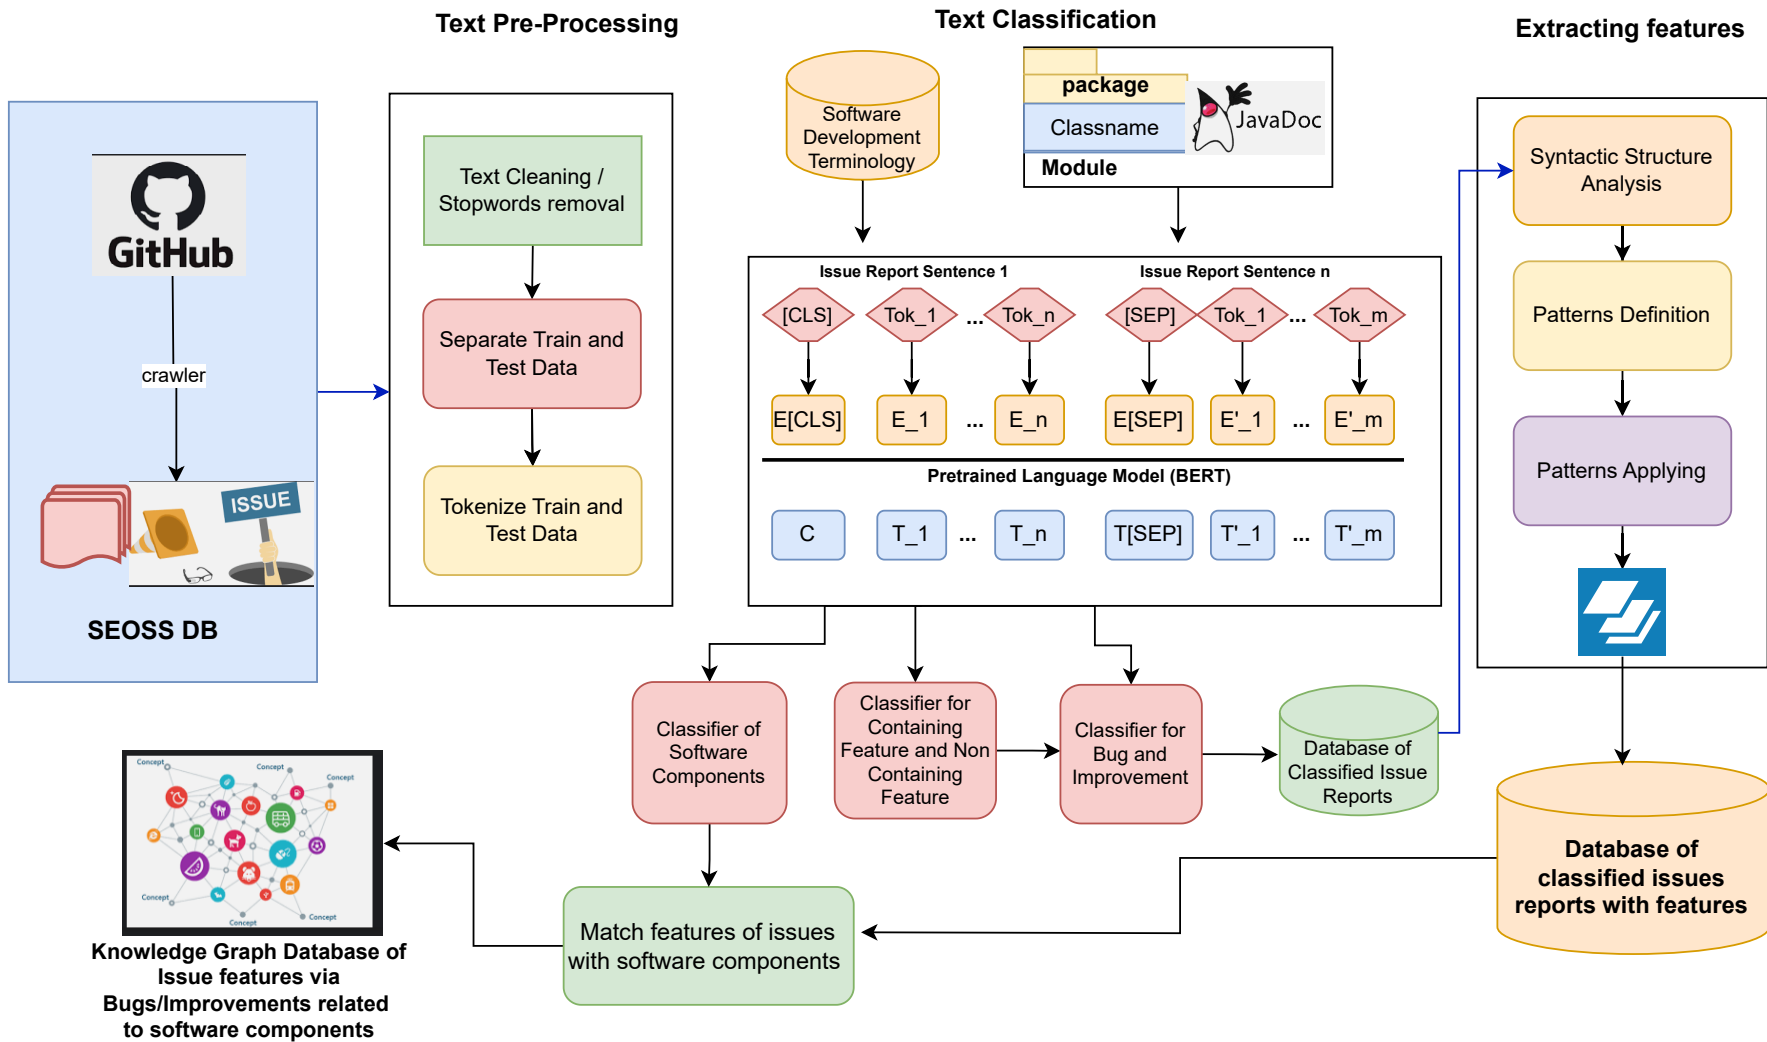 Text Pre-Processing
Text Classification
Extracting features
GitHub
crawler
ISSUE
SEOSS DB
Text Cleaning /
Stopwords removal
Separate Train and
Test Data
Tokenize Train and
Test Data
Software
Development
Terminology
package
Classname
Module
JavaDoc
Issue Report Sentence 1
Issue Report Sentence n
[CLS]
Tok_1
...
Tok_n
[SEP]
Tok_1
...
Tok_m
E[CLS]
E_1
...
E_n
E[SEP]
E'_1
...
E'_m
Pretrained Language Model (BERT)
C
T_1
...
T_n
T[SEP]
T'_1
...
T'_m
Syntactic Structure
Analysis
Patterns Definition
Patterns Applying
Classifier of
Software
Components
Classifier for
Containing
Feature and Non
Containing
Feature
Classifier for
Bug and
Improvement
Database of
Classified Issue
Reports
Database of
classified issues
reports with features
Match features of issues
with software components
Concept
Concept
Concept
Concept
Concept
Concept
Knowledge Graph Database of
Issue features via
Bugs/Improvements related
to software components